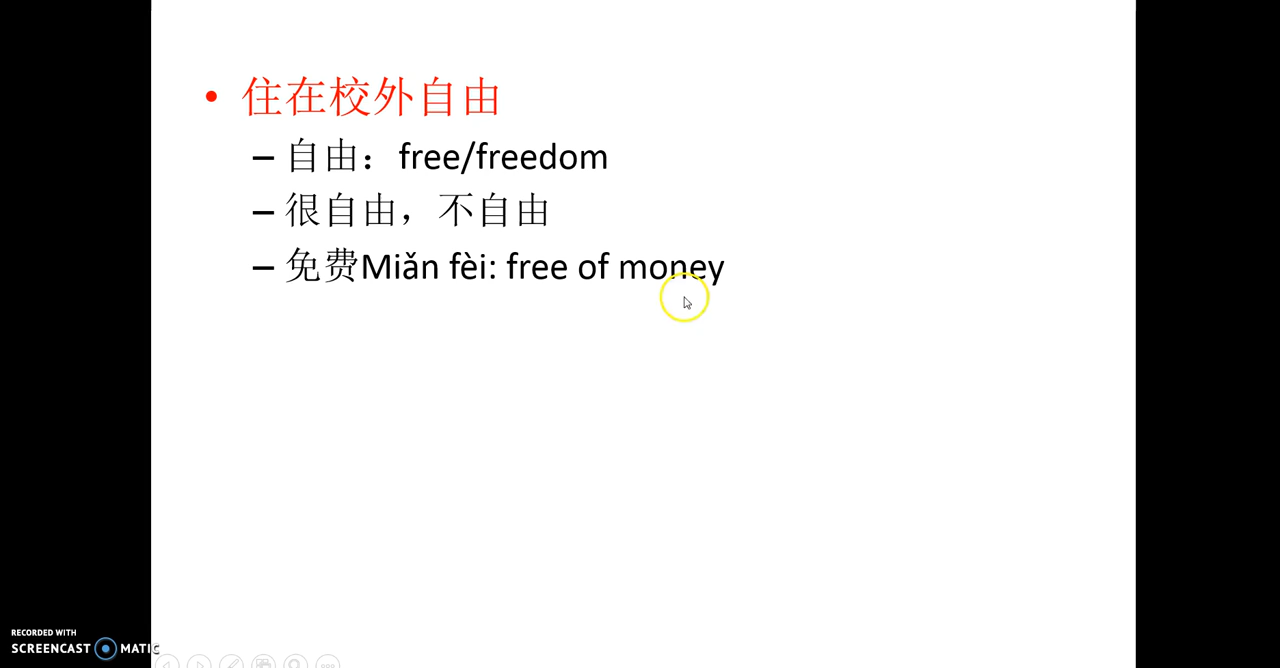 • 住在校外自由
– 自由：free/freedom
– 很自由，不自由
– 免费Miǎn fèi: free of money
RECORDED WITH
SCREENCAST MATIC